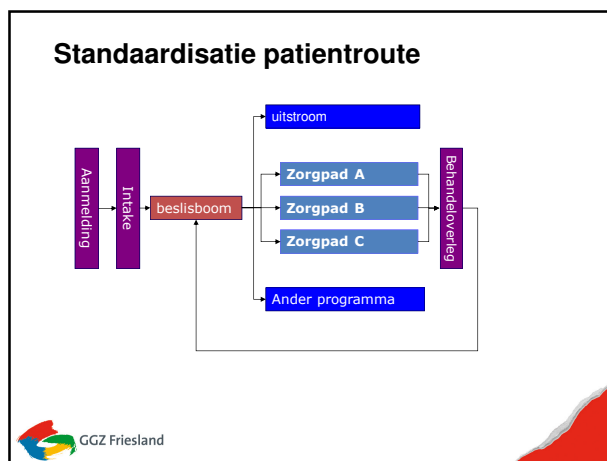 Standaardisatie patientroute
uitstroom
Aanmelding
Intake
beslisboom
Zorgpad A
Zorgpad B
Zorgpad C
Behandeloverleg
Ander programma
GGZ Friesland